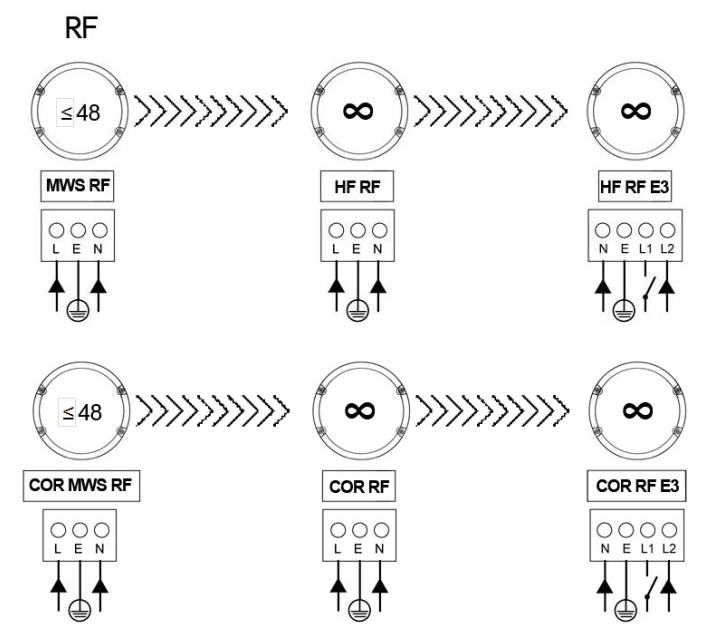 RF
≤48 ∞ ∞
MWS RF HF RF HF RF E3
L E N L E N N E L1 L2
≤48 ∞ ∞
COR MWS RF COR RF COR RF E3
L E N L E N N E L1 L2